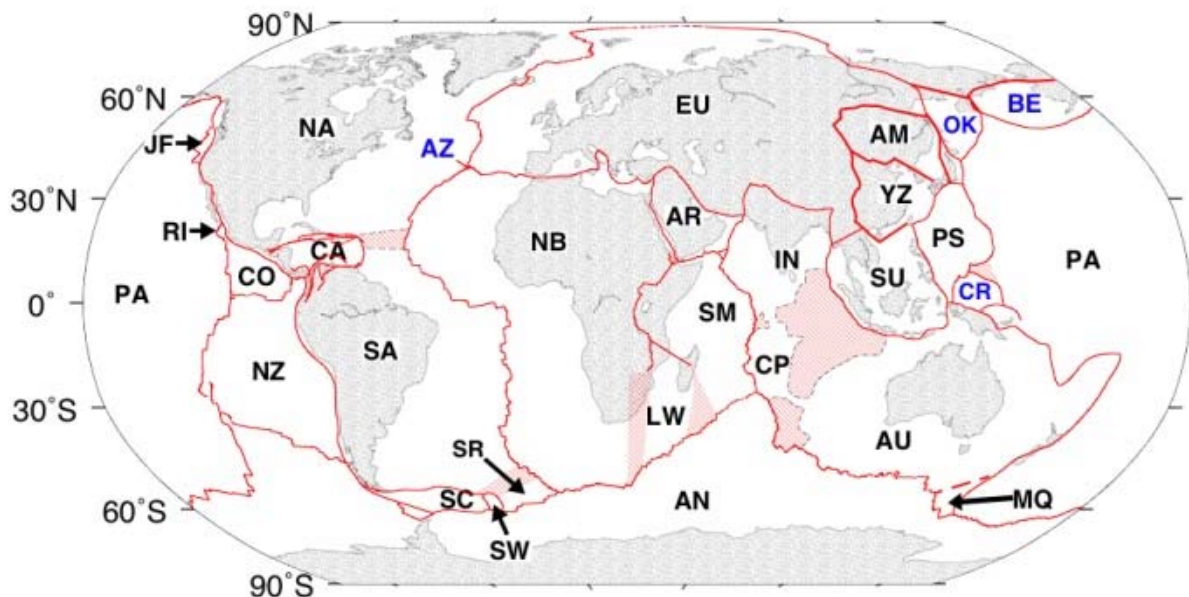 90°N
60°N
EU
BE
OK
NA
AM
JF
AZ
30°N
YZ
AR
RI
NB
PS
CA
IN
PA
CO
SU
PA
CR
0°
SM
SA
CP
NZ
30°S
LW
AU
SR
SC
AN
MQ
60°S
SW
90°S